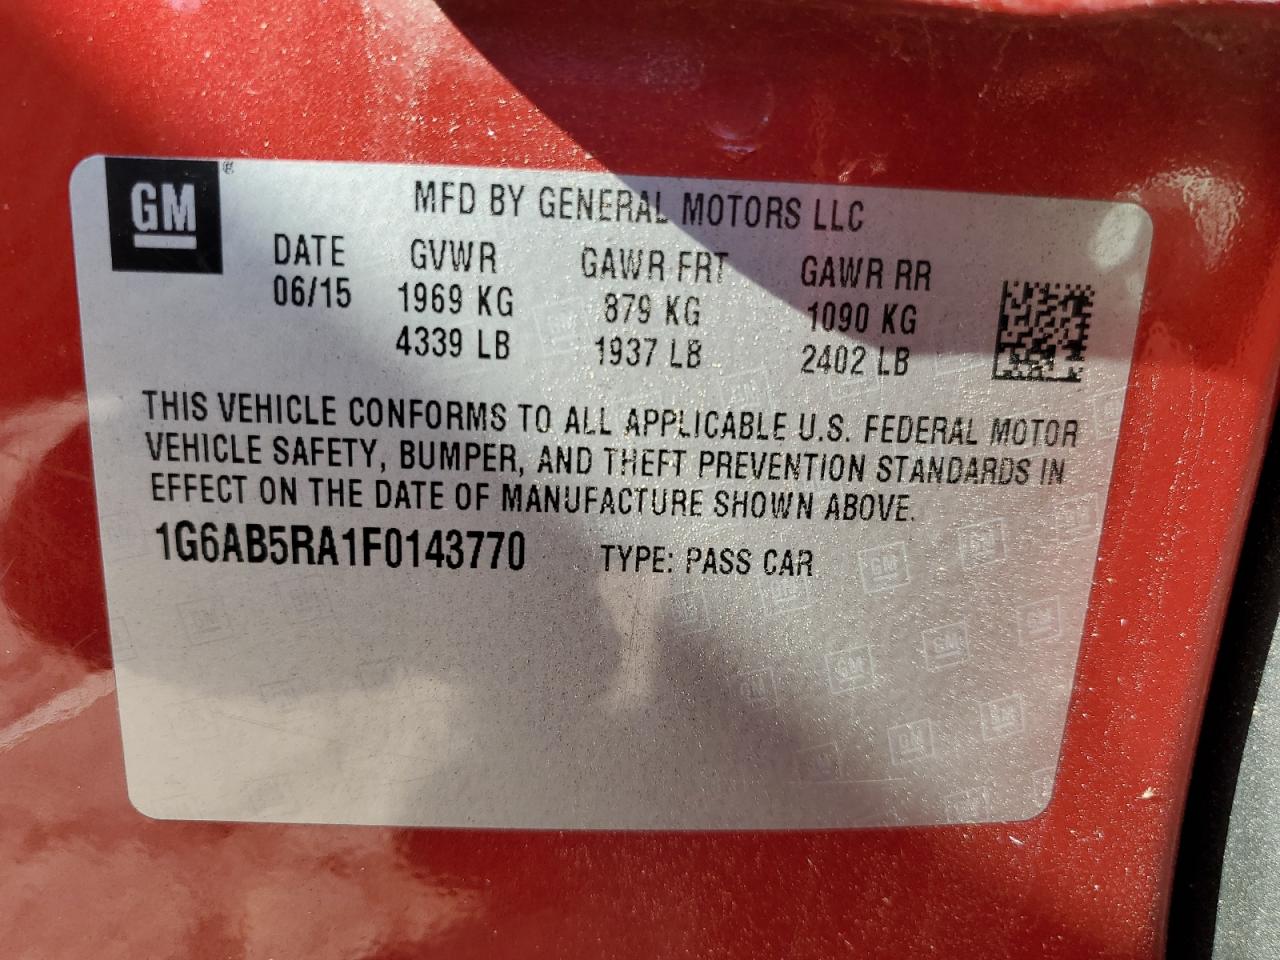 GM®
MFD BY GENERAL MOTORS LLC
DATE GVWR GAWR FRT GAWR RR
06/15 1969 KG 879 KG 1090 KG
4339 LB 1937 LB 2402 LB
THIS VEHICLE CONFORMS TO ALL APPLICABLE U.S. FEDERAL MOTOR
VEHICLE SAFETY, BUMPER, AND THEFT PREVENTION STANDARDS IN
EFFECT ON THE DATE OF MANUFACTURE SHOWN ABOVE.
1G6AB5RA1F0143770 TYPE: PASS CAR